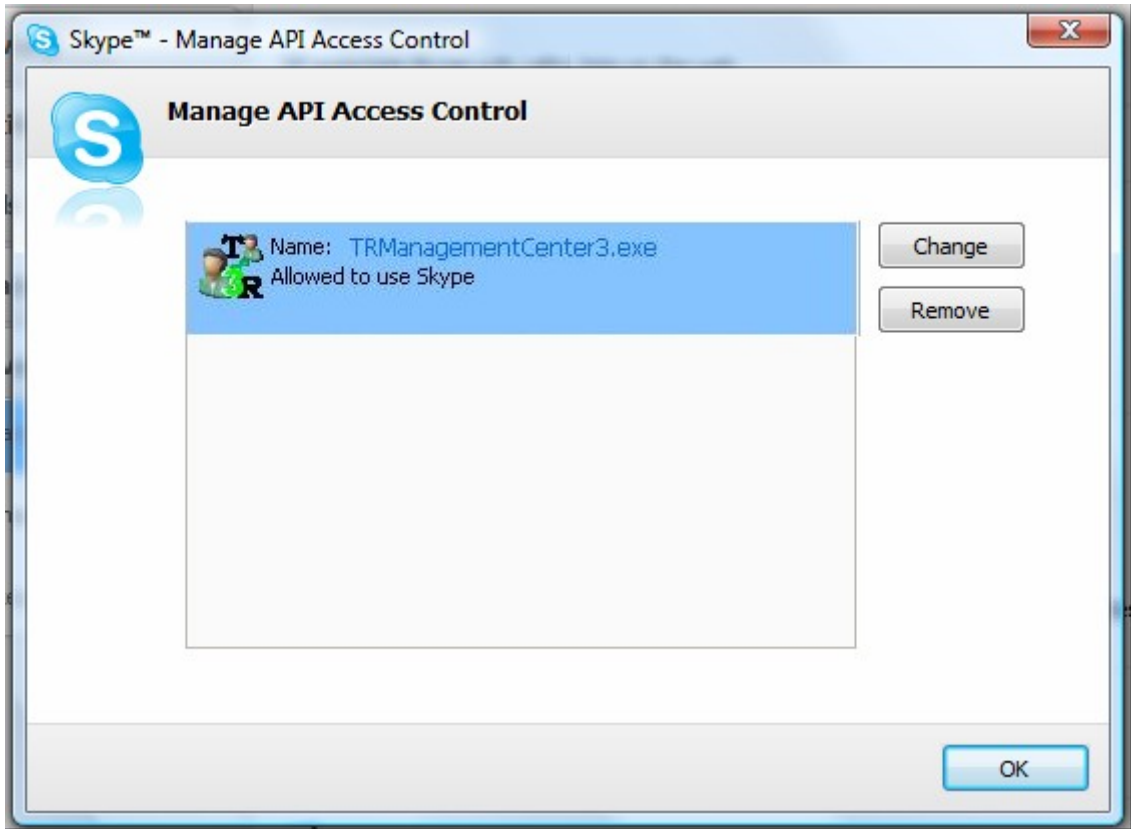 Skype™ - Manage API Access Control
Manage API Access Control
Name: TRManagementCenter3.exe
Allowed to use Skype
Change
Remove
OK